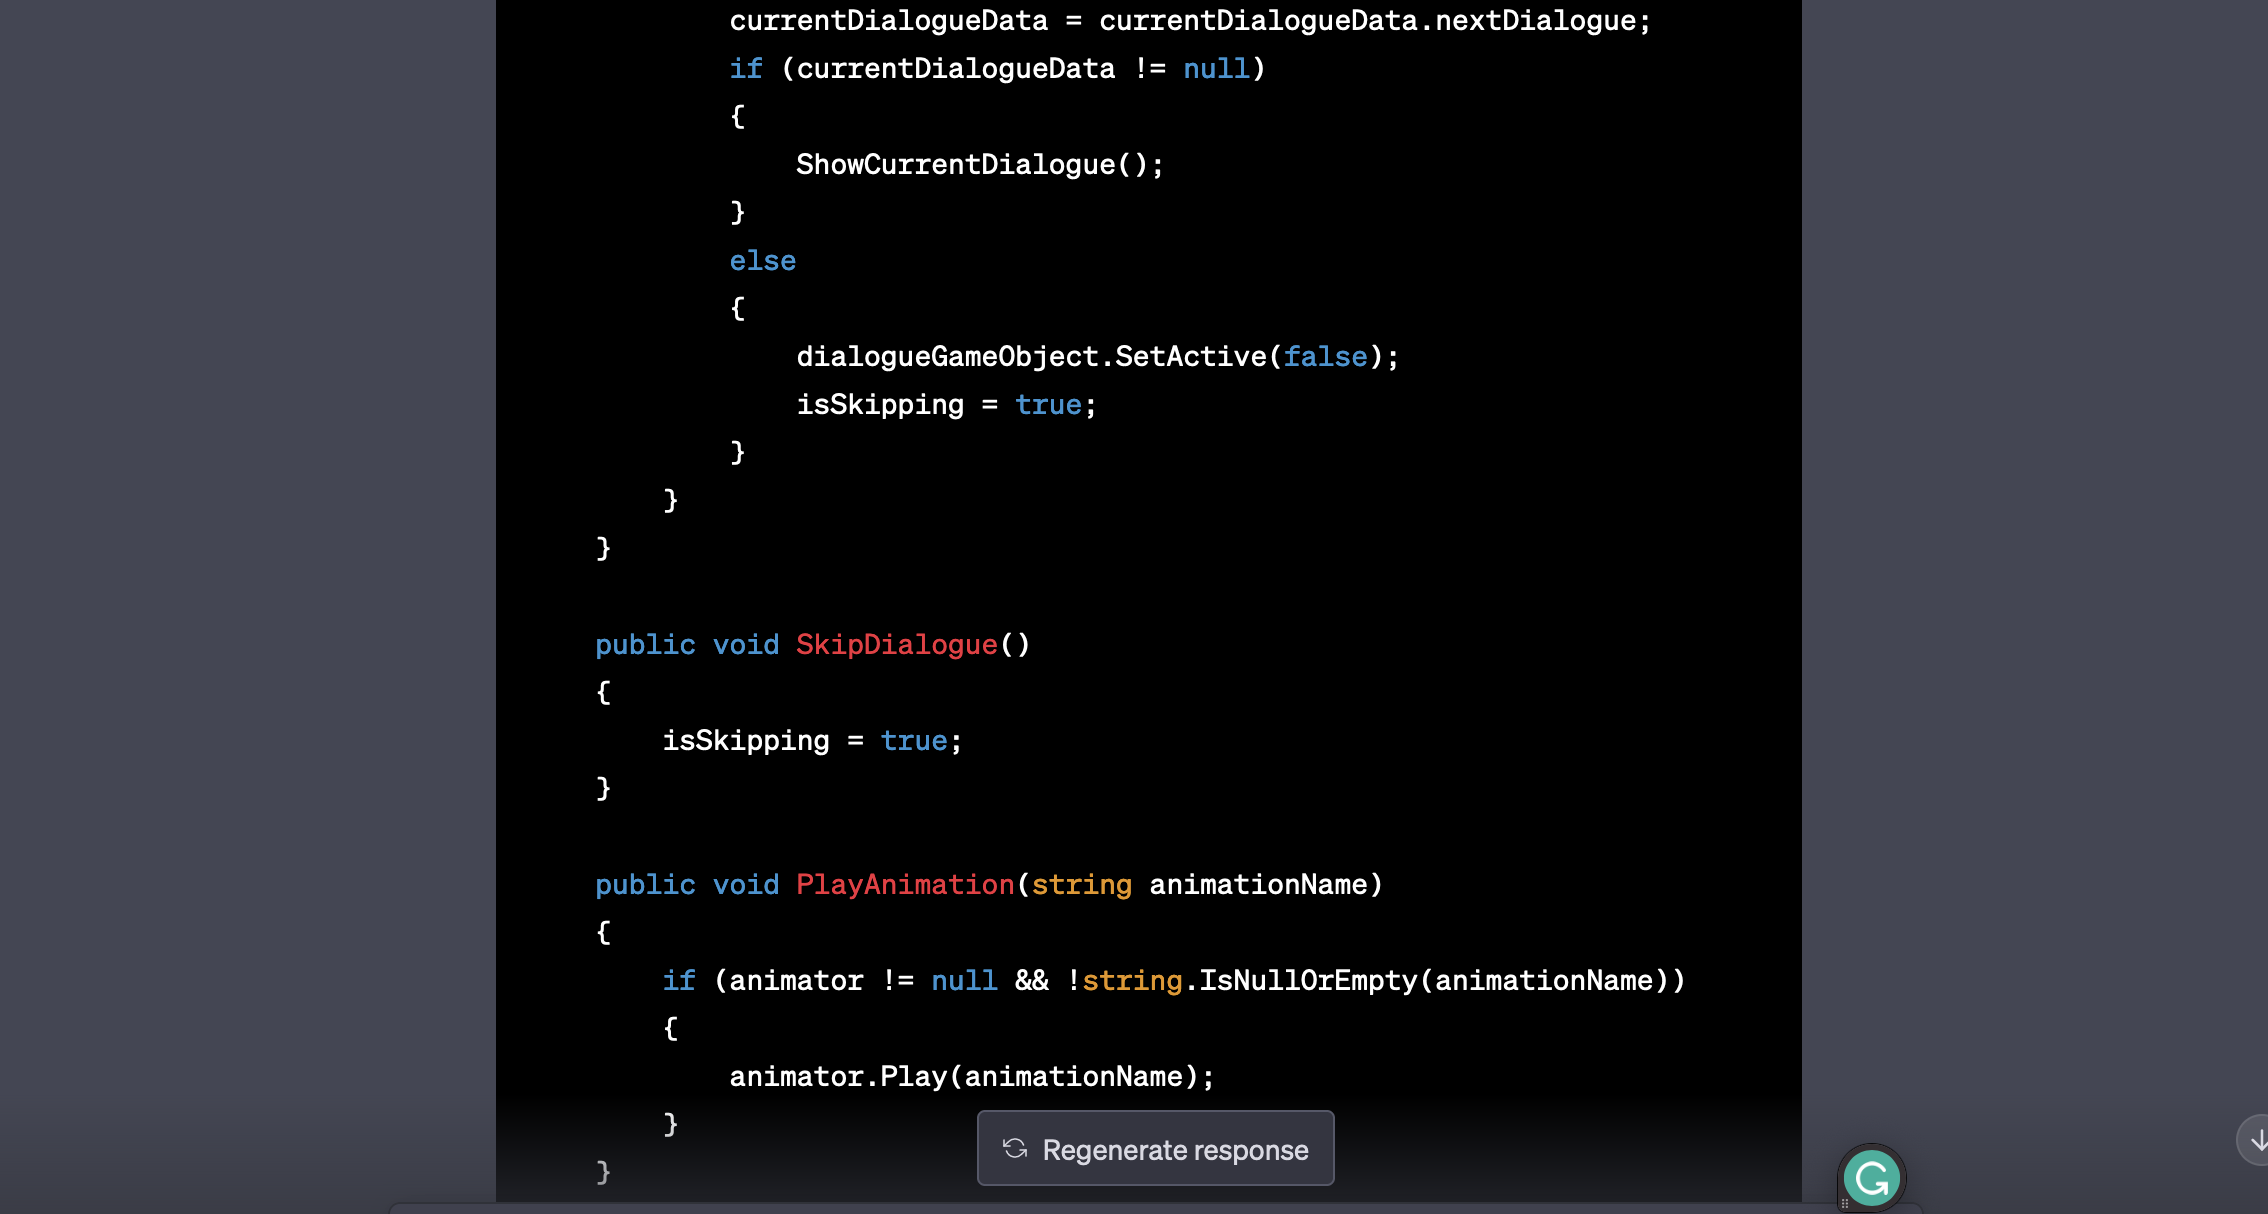 currentDialogueData = currentDialogueData.nextDialogue;
if (currentDialogueData != null)
{
ShowCurrentDialogue();
}
else
{
dialogueGameObject.SetActive(false);
isSkipping = true;
}
}
}
public void SkipDialogue()
{
isSkipping = true;
}
public void PlayAnimation(string animationName)
{
if (animator != null && !string.IsNullOrEmpty(animationName))
{
animator.Play(animationName);
}
}
Regenerate response
G